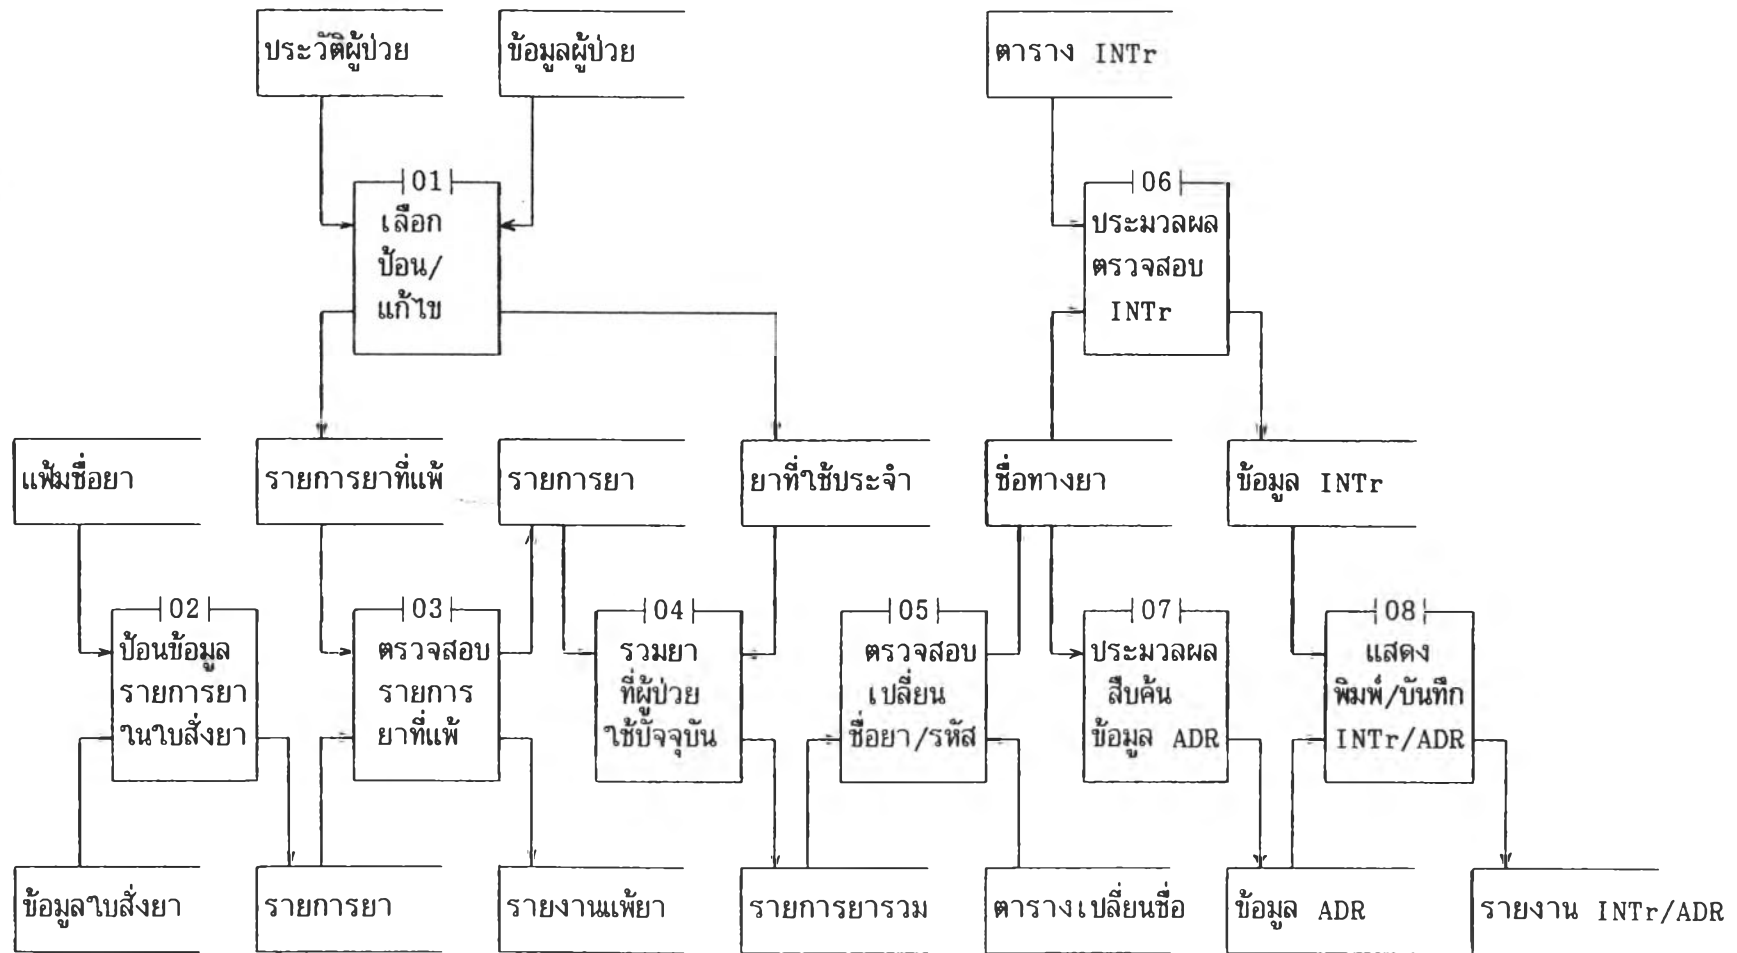 ประวัติผู้ป่วย
ข้อมูลผู้ป่วย
ตาราง INTr
01
เลือก
ป้อน/
แก้ไข
06
ประมวลผล
ตรวจสอบ
INTr
แฟ้มชื่อยา
รายการยาที่แพ้
รายการยา
ยาที่ใช้ประจำ
ชื่อทางยา
ข้อมูล INTr
02
ป้อนข้อมูล
รายการยา
ในใบสั่งยา
03
ตรวจสอบ
รายการ
ยาที่แพ้
04
รวมยา
ที่ผู้ป่วย
ใช้ปัจจุบัน
05
ตรวจสอบ
เปลี่ยน
ชื่อยา/รหัส
07
ประมวลผล
สืบค้น
ข้อมูล ADR
08
แสดง
พิมพ์/บันทึก
INTr/ADR
ข้อมูลใบสั่งยา
รายการยา
รายงานแพ้ยา
รายการยารวม
ตารางเปลี่ยนชื่อ
ข้อมูล ADR
รายงาน INTr/ADR